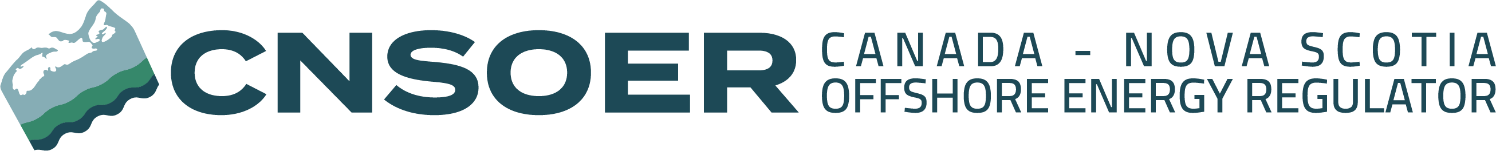 CNSOER
CANADA - NOVA SCOTIA
OFFSHORE ENERGY REGULATOR